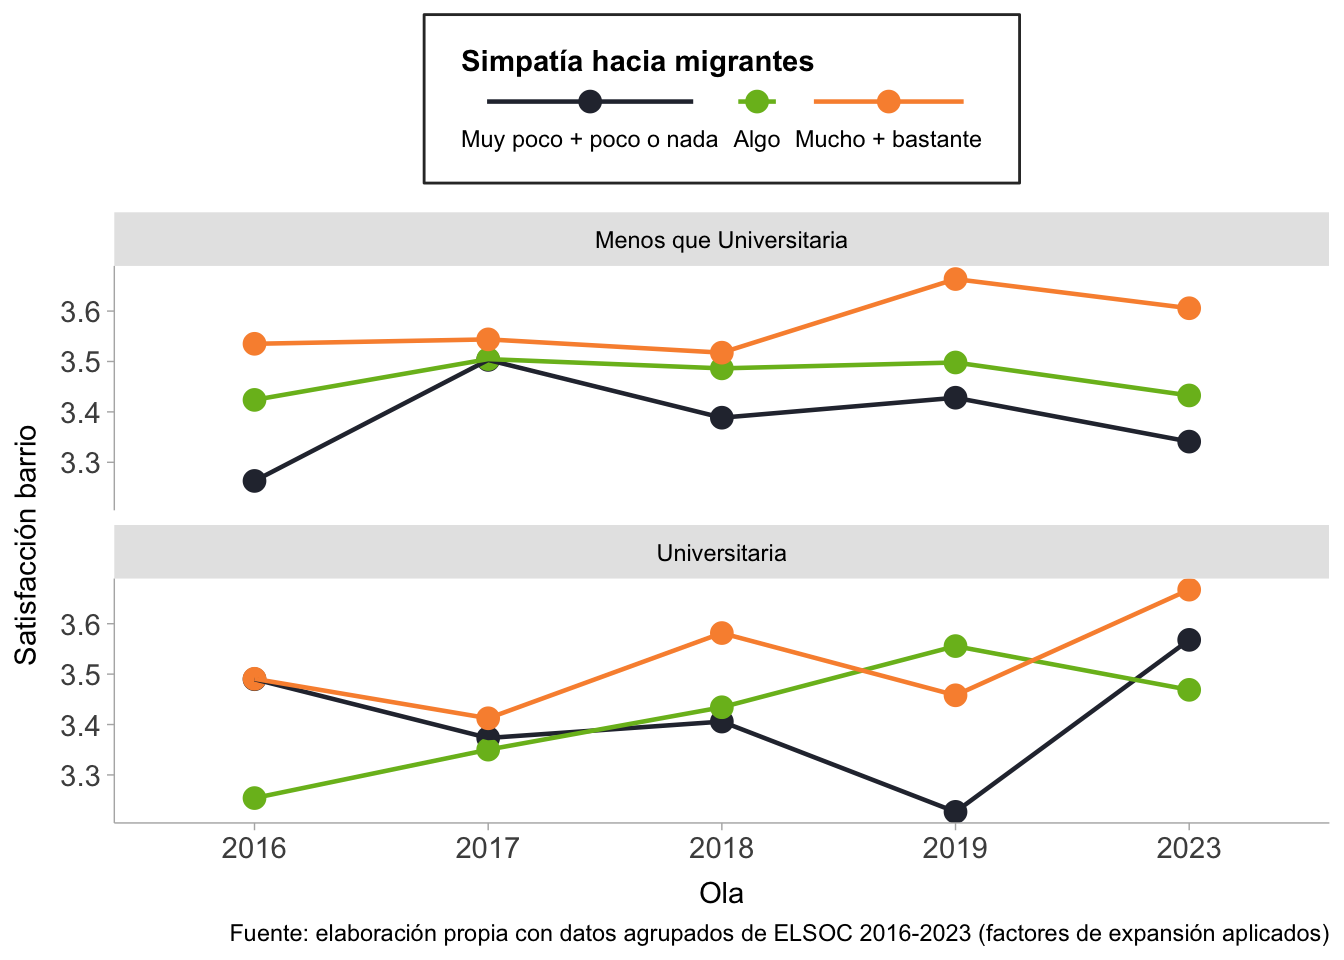 Simpatía hacia migrantes
Muy poco + poco o nada Algo Mucho + bastante
Menos que Universitaria
3.6
3.5
3.4
3.3
Satisfacción barrio
Universitaria
3.6
3.5
3.4
3.3
2016 2017 2018 2019 2023
Ola
Fuente: elaboración propia con datos agrupados de ELSOC 2016-2023 (factores de expansión aplicados)